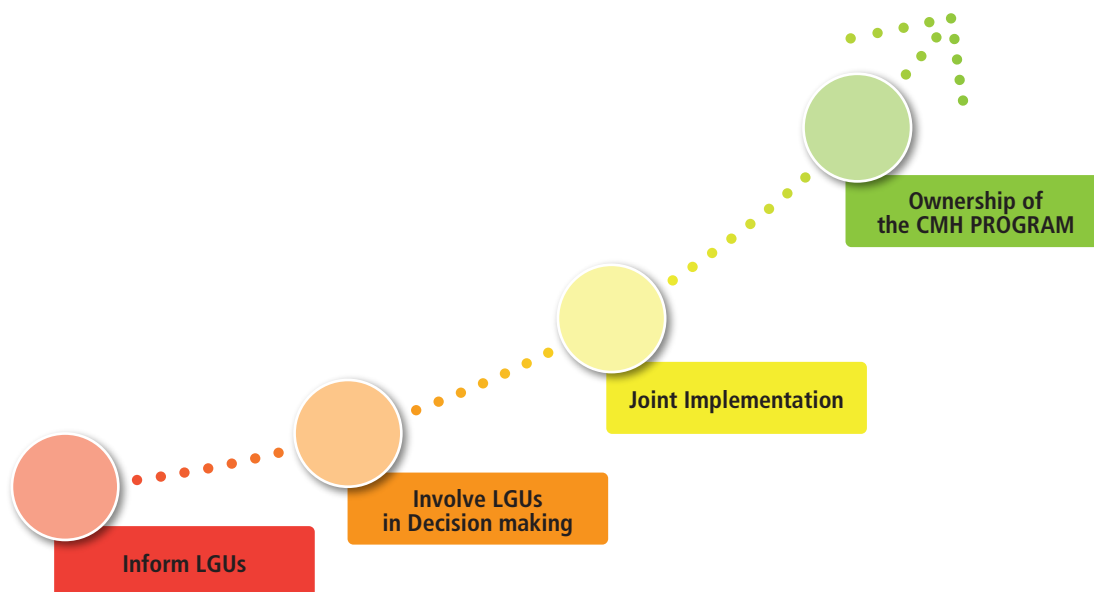 Ownership of
the CMH PROGRAM
Joint Implementation
Involve LGUs
in Decision making
Inform LGUs